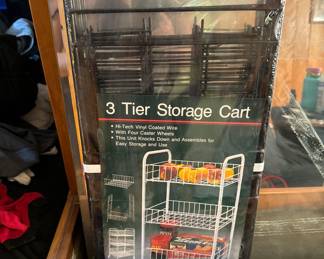 3 Tier Storage Cart
• Hi-Tech Vinyl Coated Wire
• With Four Caster Wheels
• This Unit Knocks Down and Assembles for
Easy Storage and Use